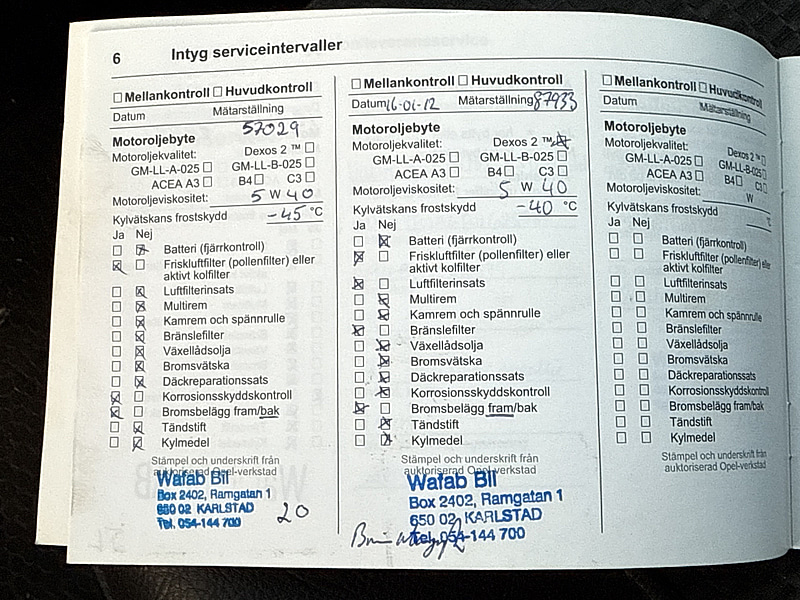 6
Intyg serviceintervaller
☐ Mellankontroll ☐ Huvudkontroll
Datum Mätarställning
57029
Motoroljebyte
Motoroljekvalitet: Dexos 2 ™ ☐
GM-LL-A-025 ☐ GM-LL-B-025 ☐
ACEA A3 ☐ B4 ☐ C3 ☐
Motoroljeviskositet: 5 W 40
Kylvätskans frostskydd -45 °C
Ja Nej
☐ ☒ Batteri (fjärrkontroll)
☒ ☐ Friskluftfilter (pollenfilter) eller
aktivt kolfilter
☐ ☒ Luftfilterinsats
☐ ☒ Multirem
☐ ☒ Kamrem och spännrulle
☐ ☒ Bränslefilter
☐ ☒ Växellådsolja
☐ ☒ Bromsvätska
☐ ☒ Däckreparationssats
☒ ☐ Korrosionsskyddskontroll
☒ ☐ Bromsbelägg fram/bak
☐ ☒ Tändstift
☐ ☒ Kylmedel
Stämpel och underskrift från
auktoriserad Opel-verkstad
Wafab Bil
Box 2402, Ramgatan 1
650 02 KARLSTAD
Tel. 054-144 700
20
☐ Mellankontroll ☐ Huvudkontroll
Datum 16-01-12 Mätarställning 87933
Motoroljebyte
Motoroljekvalitet: Dexos 2 ™ ☒
GM-LL-A-025 ☐ GM-LL-B-025 ☐
ACEA A3 ☐ B4 ☐ C3 ☐
Motoroljeviskositet: 5 W 40
Kylvätskans frostskydd -40 °C
Ja Nej
☐ ☒ Batteri (fjärrkontroll)
☒ ☐ Friskluftfilter (pollenfilter) eller
aktivt kolfilter
☒ ☐ Luftfilterinsats
☐ ☒ Multirem
☐ ☒ Kamrem och spännrulle
☒ ☐ Bränslefilter
☐ ☒ Växellådsolja
☐ ☒ Bromsvätska
☐ ☒ Däckreparationssats
☐ ☒ Korrosionsskyddskontroll
☒ ☐ Bromsbelägg fram/bak
☐ ☒ Tändstift
☐ ☒ Kylmedel
Stämpel och underskrift från
auktoriserad Opel-verkstad
Wafab Bil
Box 2402, Ramgatan 1
650 02 KARLSTAD
Tel. 054-144 700
☐ Mellankontroll ☐ Huvudkontroll
Datum Mätarställning
Motoroljebyte
Motoroljekvalitet: Dexos 2 ™ ☐
GM-LL-A-025 ☐ GM-LL-B-025 ☐
ACEA A3 ☐ B4 ☐ C3 ☐
Motoroljeviskositet: W
Kylvätskans frostskydd °C
Ja Nej
☐ ☐ Batteri (fjärrkontroll)
☐ ☐ Friskluftfilter (pollenfilter) eller
aktivt kolfilter
☐ ☐ Luftfilterinsats
☐ ☐ Multirem
☐ ☐ Kamrem och spännrulle
☐ ☐ Bränslefilter
☐ ☐ Växellådsolja
☐ ☐ Bromsvätska
☐ ☐ Däckreparationssats
☐ ☐ Korrosionsskyddskontroll
☐ ☐ Bromsbelägg fram/bak
☐ ☐ Tändstift
☐ ☐ Kylmedel
Stämpel och underskrift från
auktoriserad Opel-verkstad